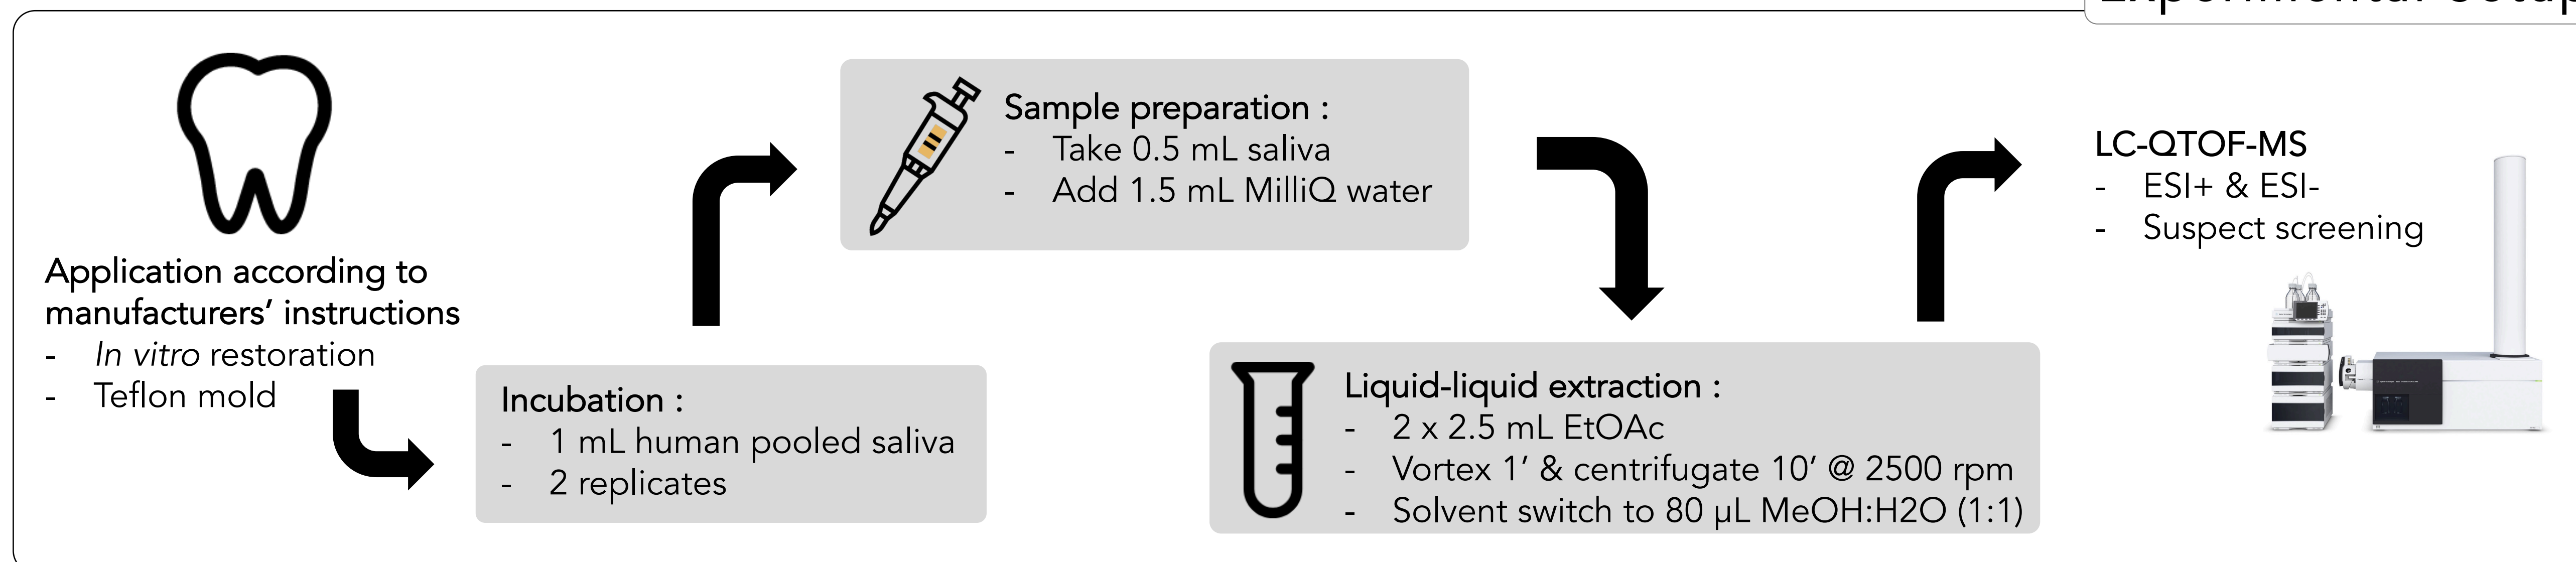 Application according to
manufacturers' instructions
- In vitro restoration
- Teflon mold
Incubation :
- 1 mL human pooled saliva
- 2 replicates
Sample preparation :
- Take 0.5 mL saliva
- Add 1.5 mL MilliQ water
Liquid-liquid extraction :
- 2 x 2.5 mL EtOAc
- Vortex 1’ & centrifugate 10’ @ 2500 rpm
- Solvent switch to 80 µL MeOH:H2O (1:1)
LC-QTOF-MS
- ESI+ & ESI-
- Suspect screening